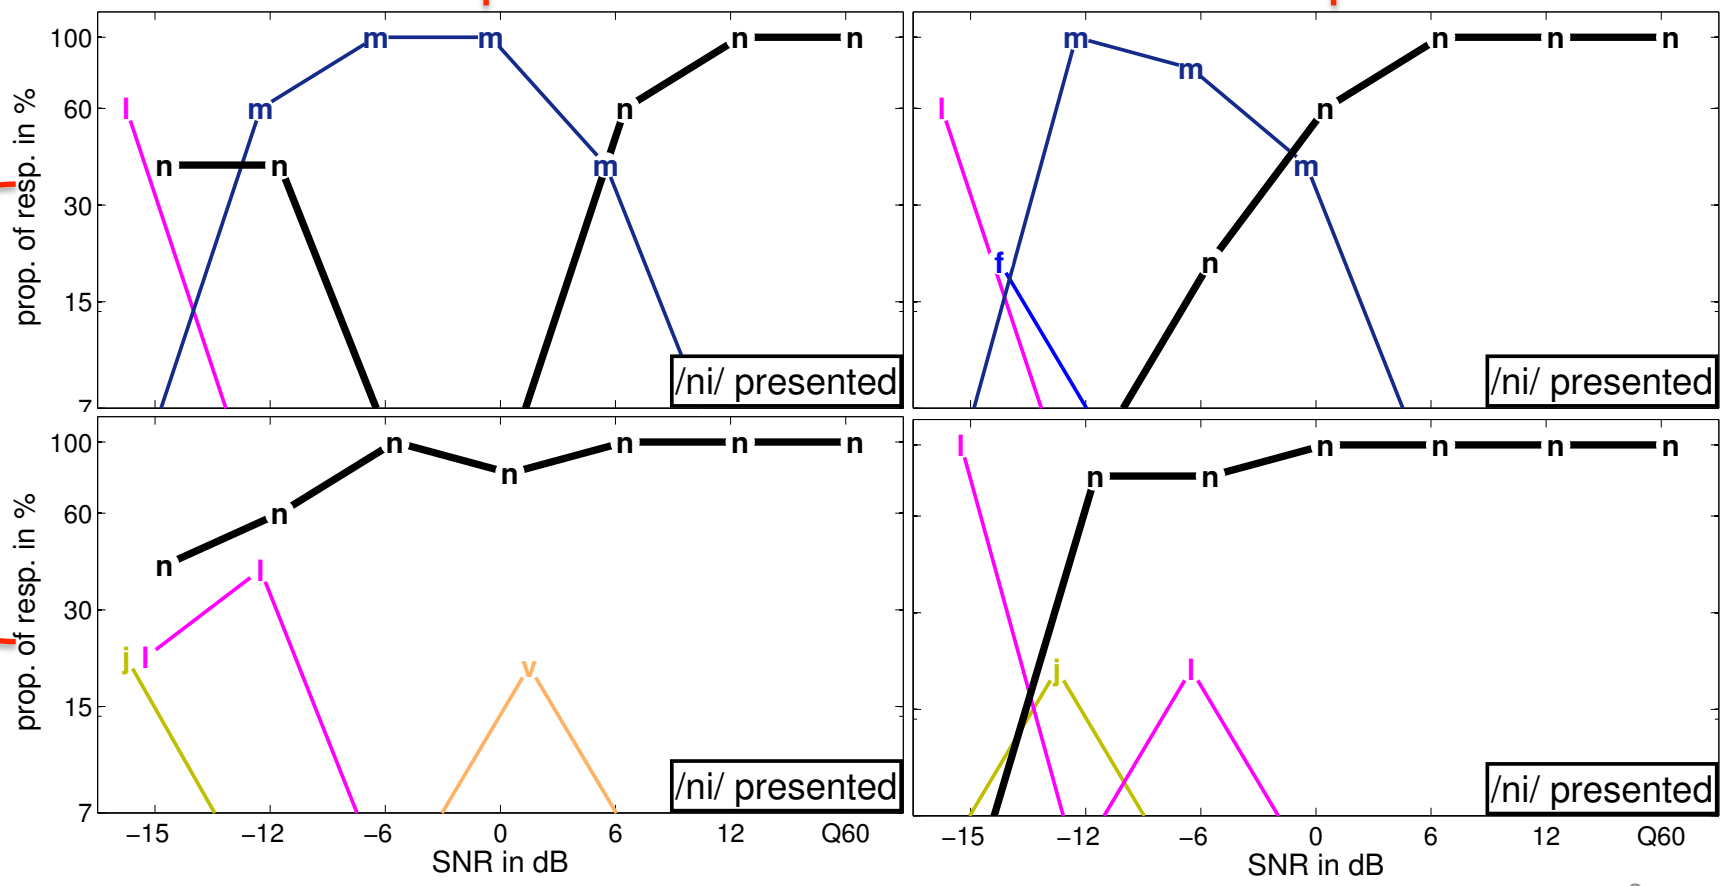 prop. of resp. in %
100
60
30
15
7
l
n
n
m
m
m
m
n
n
n
/ni/ presented
l
f
m
m
m
n
n
n
n
n
/ni/ presented
prop. of resp. in %
100
60
30
15
7
n
n
n
n
n
n
n
j
l
l
v
/ni/ presented
−15
−12
−6
0
6
12
Q60
SNR in dB
l
n
n
n
n
n
n
j
l
/ni/ presented
−15
−12
−6
0
6
12
Q60
SNR in dB